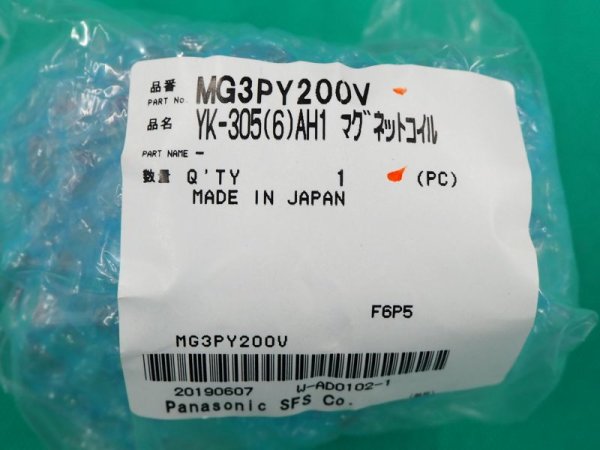 品番
PART No. MG3PY200V
品名 YK-305(6)AH1 マグネットコイル
PART NAME -
数量 Q'TY 1 (PC)
MADE IN JAPAN
F6P5
MG3PY200V
20190607 W-AD0102-1
Panasonic SFS Co.